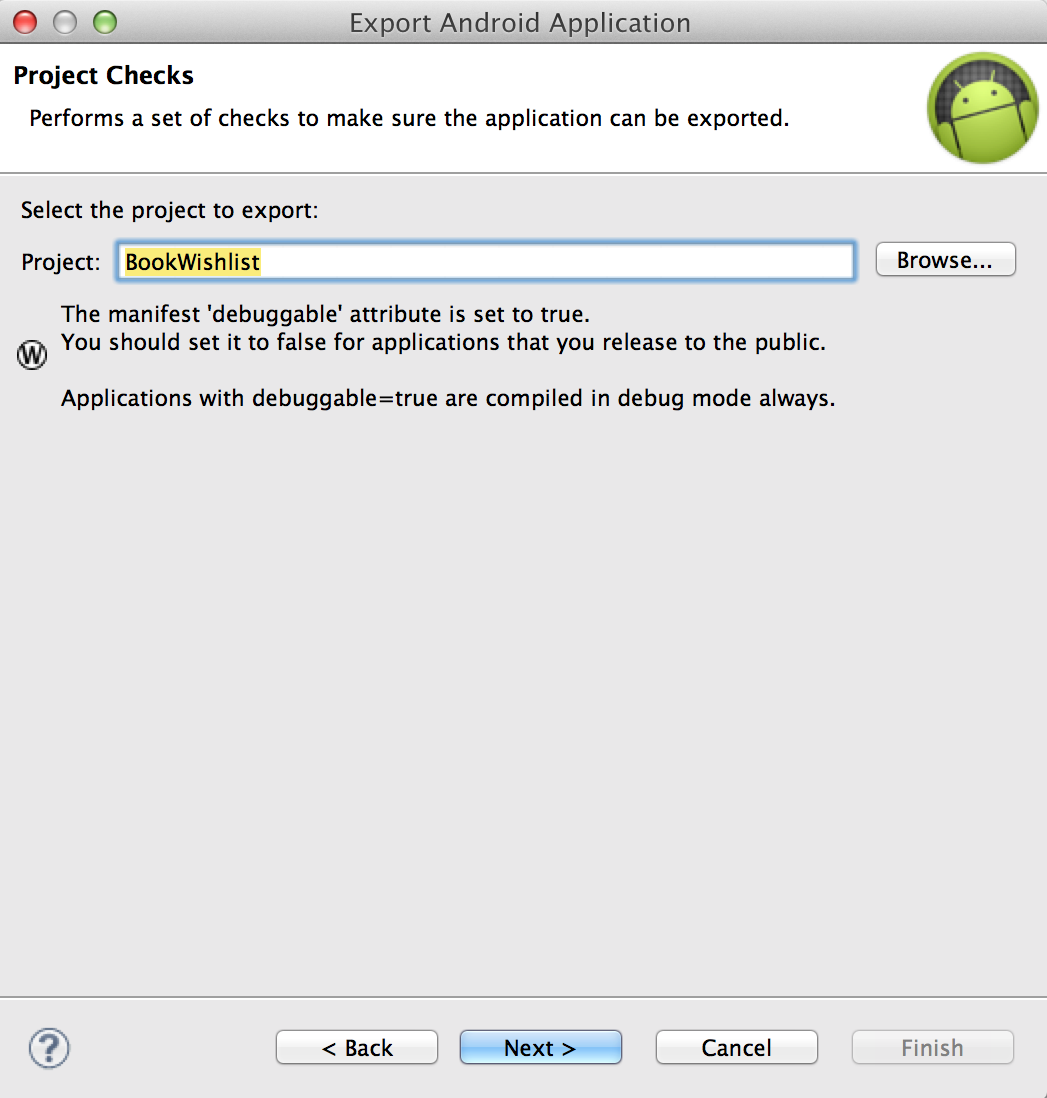 Export Android Application
Project Checks
Performs a set of checks to make sure the application can be exported.
Select the project to export:
Project: BookWishlist Browse...
The manifest 'debuggable' attribute is set to true.
W You should set it to false for applications that you release to the public.
Applications with debuggable=true are compiled in debug mode always.
? < Back Next > Cancel Finish